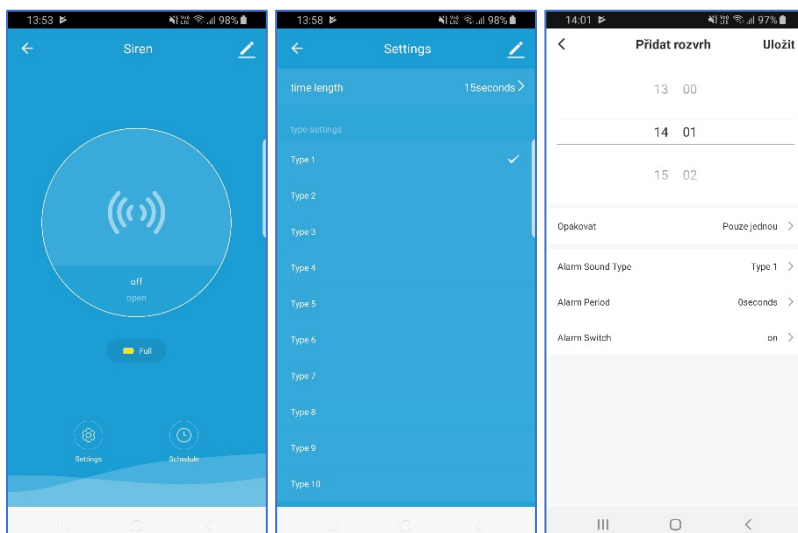 13:53 98%
Siren
off
open
Full
Settings Schedule
13:58 98%
Settings
time length 15seconds
type settings
Type 1
Type 2
Type 3
Type 4
Type 5
Type 6
Type 7
Type 8
Type 9
Type 10
14:01 97%
Přidat rozvrh Uložit
13 00
14 01
15 02
Opakovat Pouze jednou
Alarm Sound Type Type 1
Alarm Period 0seconds
Alarm Switch on